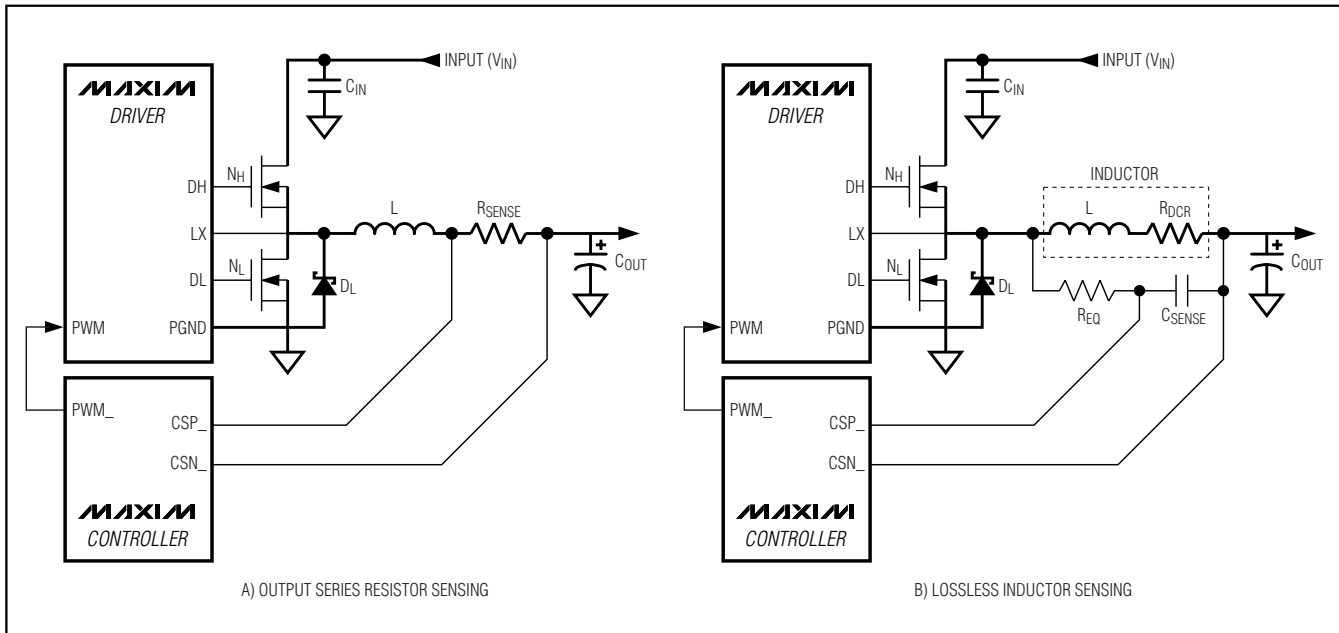 MAXIM
DRIVER
DH
LX
DL
PGND
PWM
NH
NL
INPUT (VIN)
CIN
L
RSENSE
DL
COUT
+
PWM_
CSP_
CSN_
MAXIM
CONTROLLER
A) OUTPUT SERIES RESISTOR SENSING
MAXIM
DRIVER
DH
LX
DL
PGND
PWM
NH
NL
INPUT (VIN)
CIN
INDUCTOR
L
RDCR
DL
REQ
CSENSE
COUT
+
PWM_
CSP_
CSN_
MAXIM
CONTROLLER
B) LOSSLESS INDUCTOR SENSING